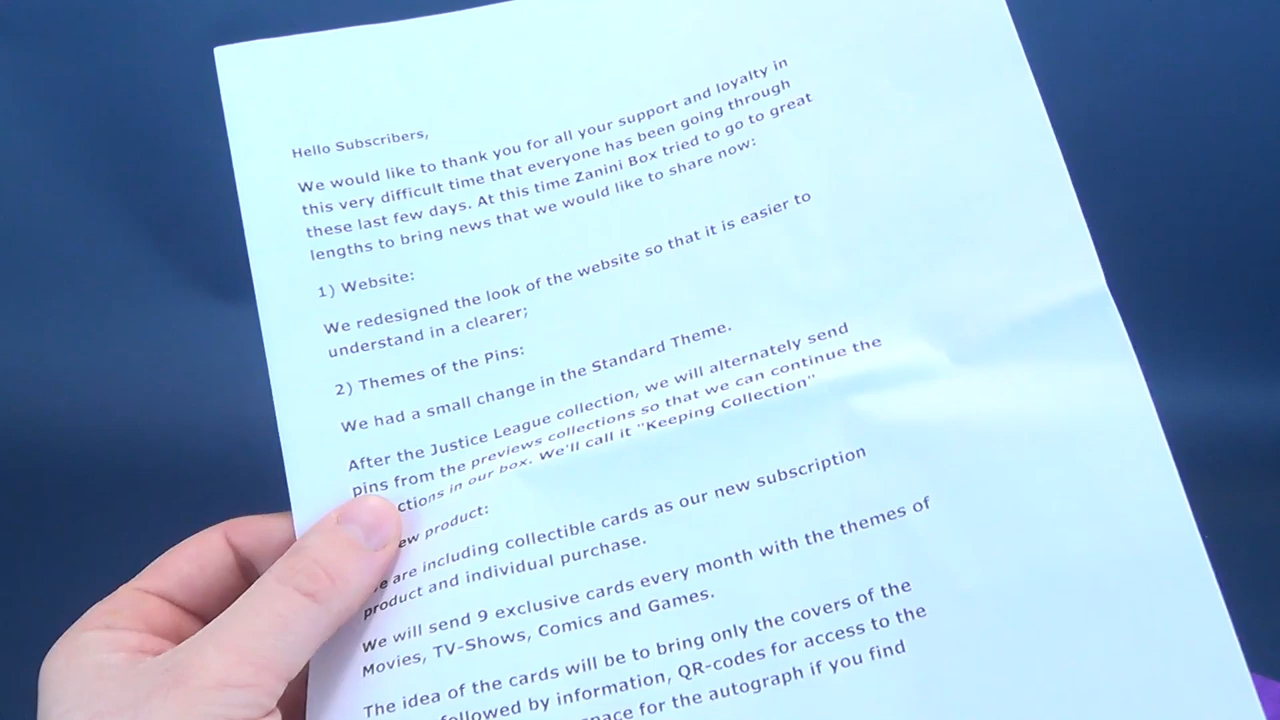 Hello Subscribers,
We would like to thank you for all your support and loyalty in
this very difficult time that everyone has been going through
these last few days. At this time Zanini Box tried to go to great
lengths to bring news that we would like to share now:
1) Website:
We redesigned the look of the website so that it is easier to
understand in a clearer;
2) Themes of the Pins:
We had a small change in the Standard Theme.
After the Justice League collection, we will alternately send
pins from the previews collections so that we can continue the
ctions in our box. We'll call it "Keeping Collection"
ew product:
e are including collectible cards as our new subscription
product and individual purchase.
We will send 9 exclusive cards every month with the themes of
Movies, TV-Shows, Comics and Games.
The idea of the cards will be to bring only the covers of the
followed by information, QR-codes for access to the
for the autograph if you find